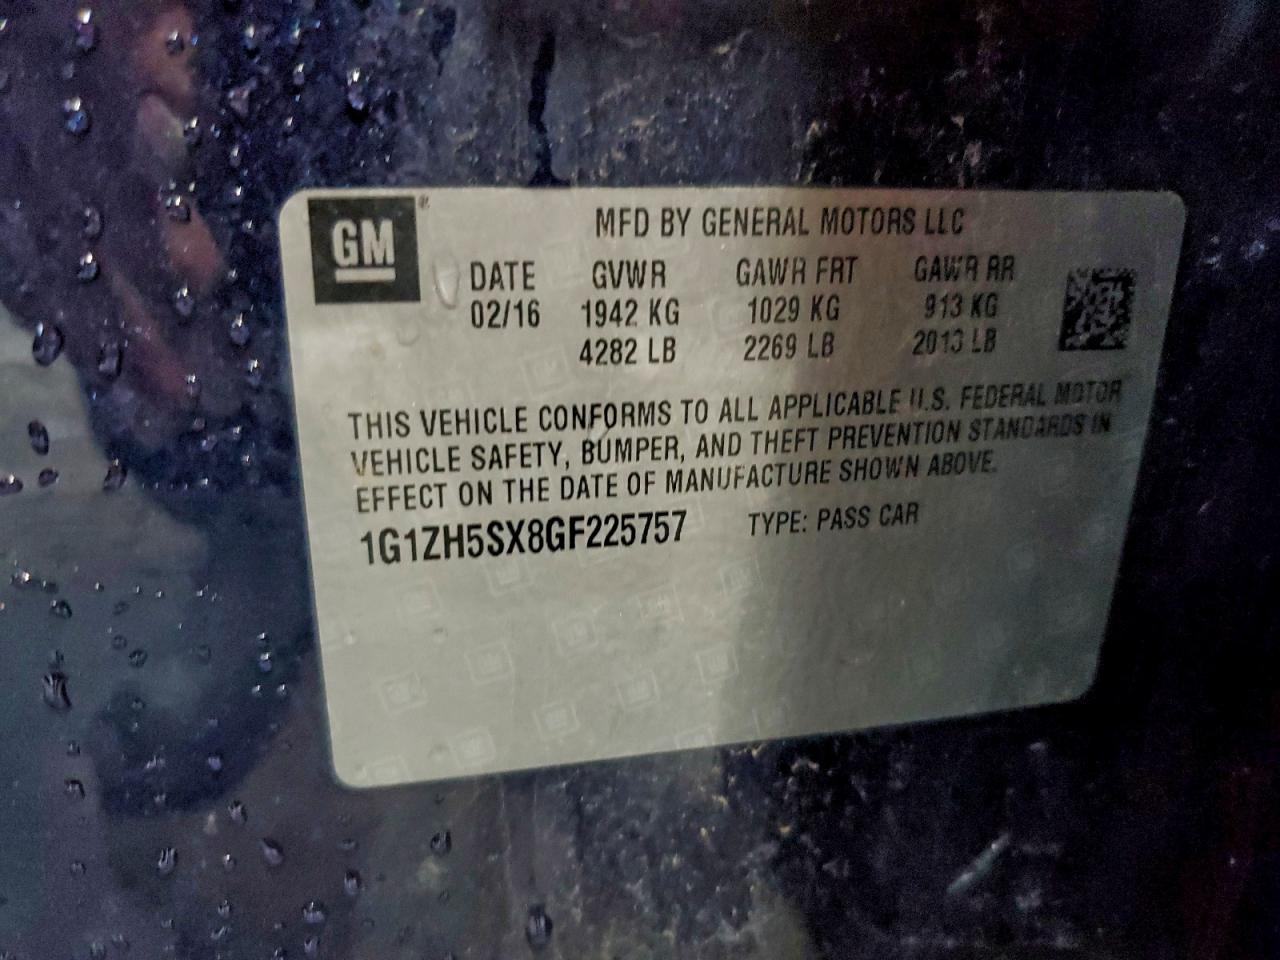 GM®
MFD BY GENERAL MOTORS LLC
DATE GVWR GAWR FRT GAWR RR
02/16 1942 KG 1029 KG 913 KG
4282 LB 2269 LB 2013 LB
THIS VEHICLE CONFORMS TO ALL APPLICABLE U.S. FEDERAL MOTOR
VEHICLE SAFETY, BUMPER, AND THEFT PREVENTION STANDARDS IN
EFFECT ON THE DATE OF MANUFACTURE SHOWN ABOVE.
1G1ZH5SX8GF225757 TYPE: PASS CAR